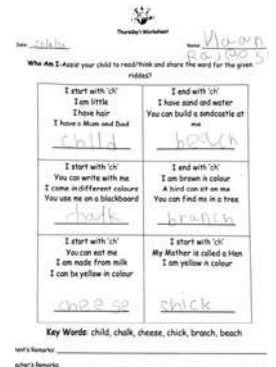 Thursday's Worksheet
Date:
Name:
Who Am I-Assist your child to read/think and share the word for the given
riddles?
I start with 'ch'
I am little
I have hair
I have a Mum and Dad
child
I end with 'ch'
I have sand and water
You can build a sandcastle at
me
beach
I start with 'ch'
You can write with me
I come in different colours
You use me on a blackboard
chalk
I end with 'ch'
I am brown in colour
A bird can sit on me
You can find me in a tree
branch
I start with 'ch'
You can eat me
I am made from milk
I can be yellow in colour
cheese
I start with 'ch'
My Mother is called a Hen
I am yellow in colour
chick
Key Words: child, chalk, cheese, chick, branch, beach
rent's Remarks:
acher's Remarks: